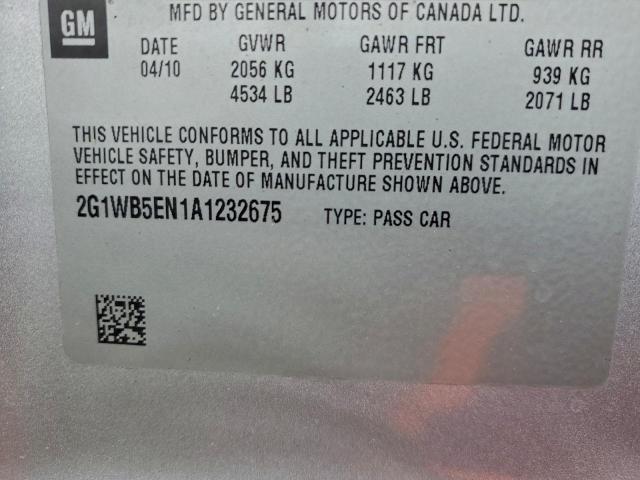 MFD BY GENERAL MOTORS OF CANADA LTD.
GM
DATE GVWR GAWR FRT GAWR RR
04/10 2056 KG 1117 KG 939 KG
4534 LB 2463 LB 2071 LB
THIS VEHICLE CONFORMS TO ALL APPLICABLE U.S. FEDERAL MOTOR
VEHICLE SAFETY, BUMPER, AND THEFT PREVENTION STANDARDS IN
EFFECT ON THE DATE OF MANUFACTURE SHOWN ABOVE.
2G1WB5EN1A1232675 TYPE: PASS CAR